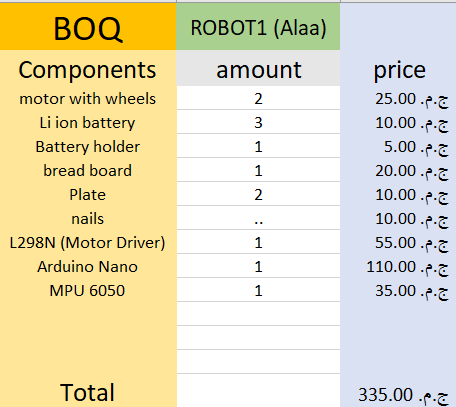 BOQ ROBOT1 (Alaa)
Components amount price
motor with wheels 2 25.00 ج.م.
Li ion battery 3 10.00 ج.م.
Battery holder 1 5.00 ج.م.
bread board 1 20.00 ج.م.
Plate 2 10.00 ج.م.
nails .. 10.00 ج.م.
L298N (Motor Driver) 1 55.00 ج.م.
Arduino Nano 1 110.00 ج.م.
MPU 6050 1 35.00 ج.م.
Total 335.00 ج.م.